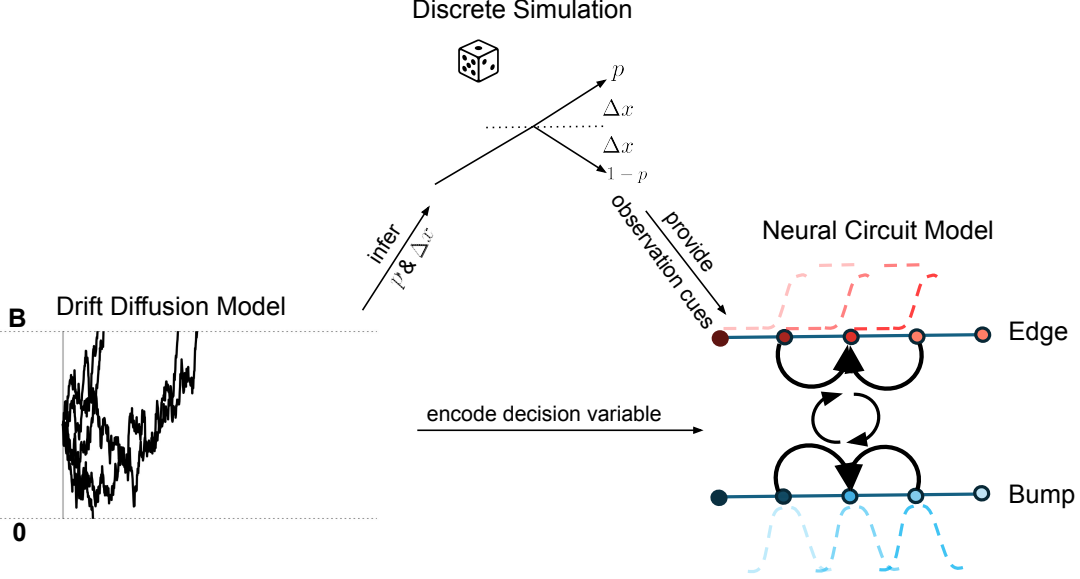 Discrete Simulation
p
Δx
Δx
1 − p
infer
p & Δx
provide
observation cues
Neural Circuit Model
Edge
Drift Diffusion Model
B
0
encode decision variable
Bump